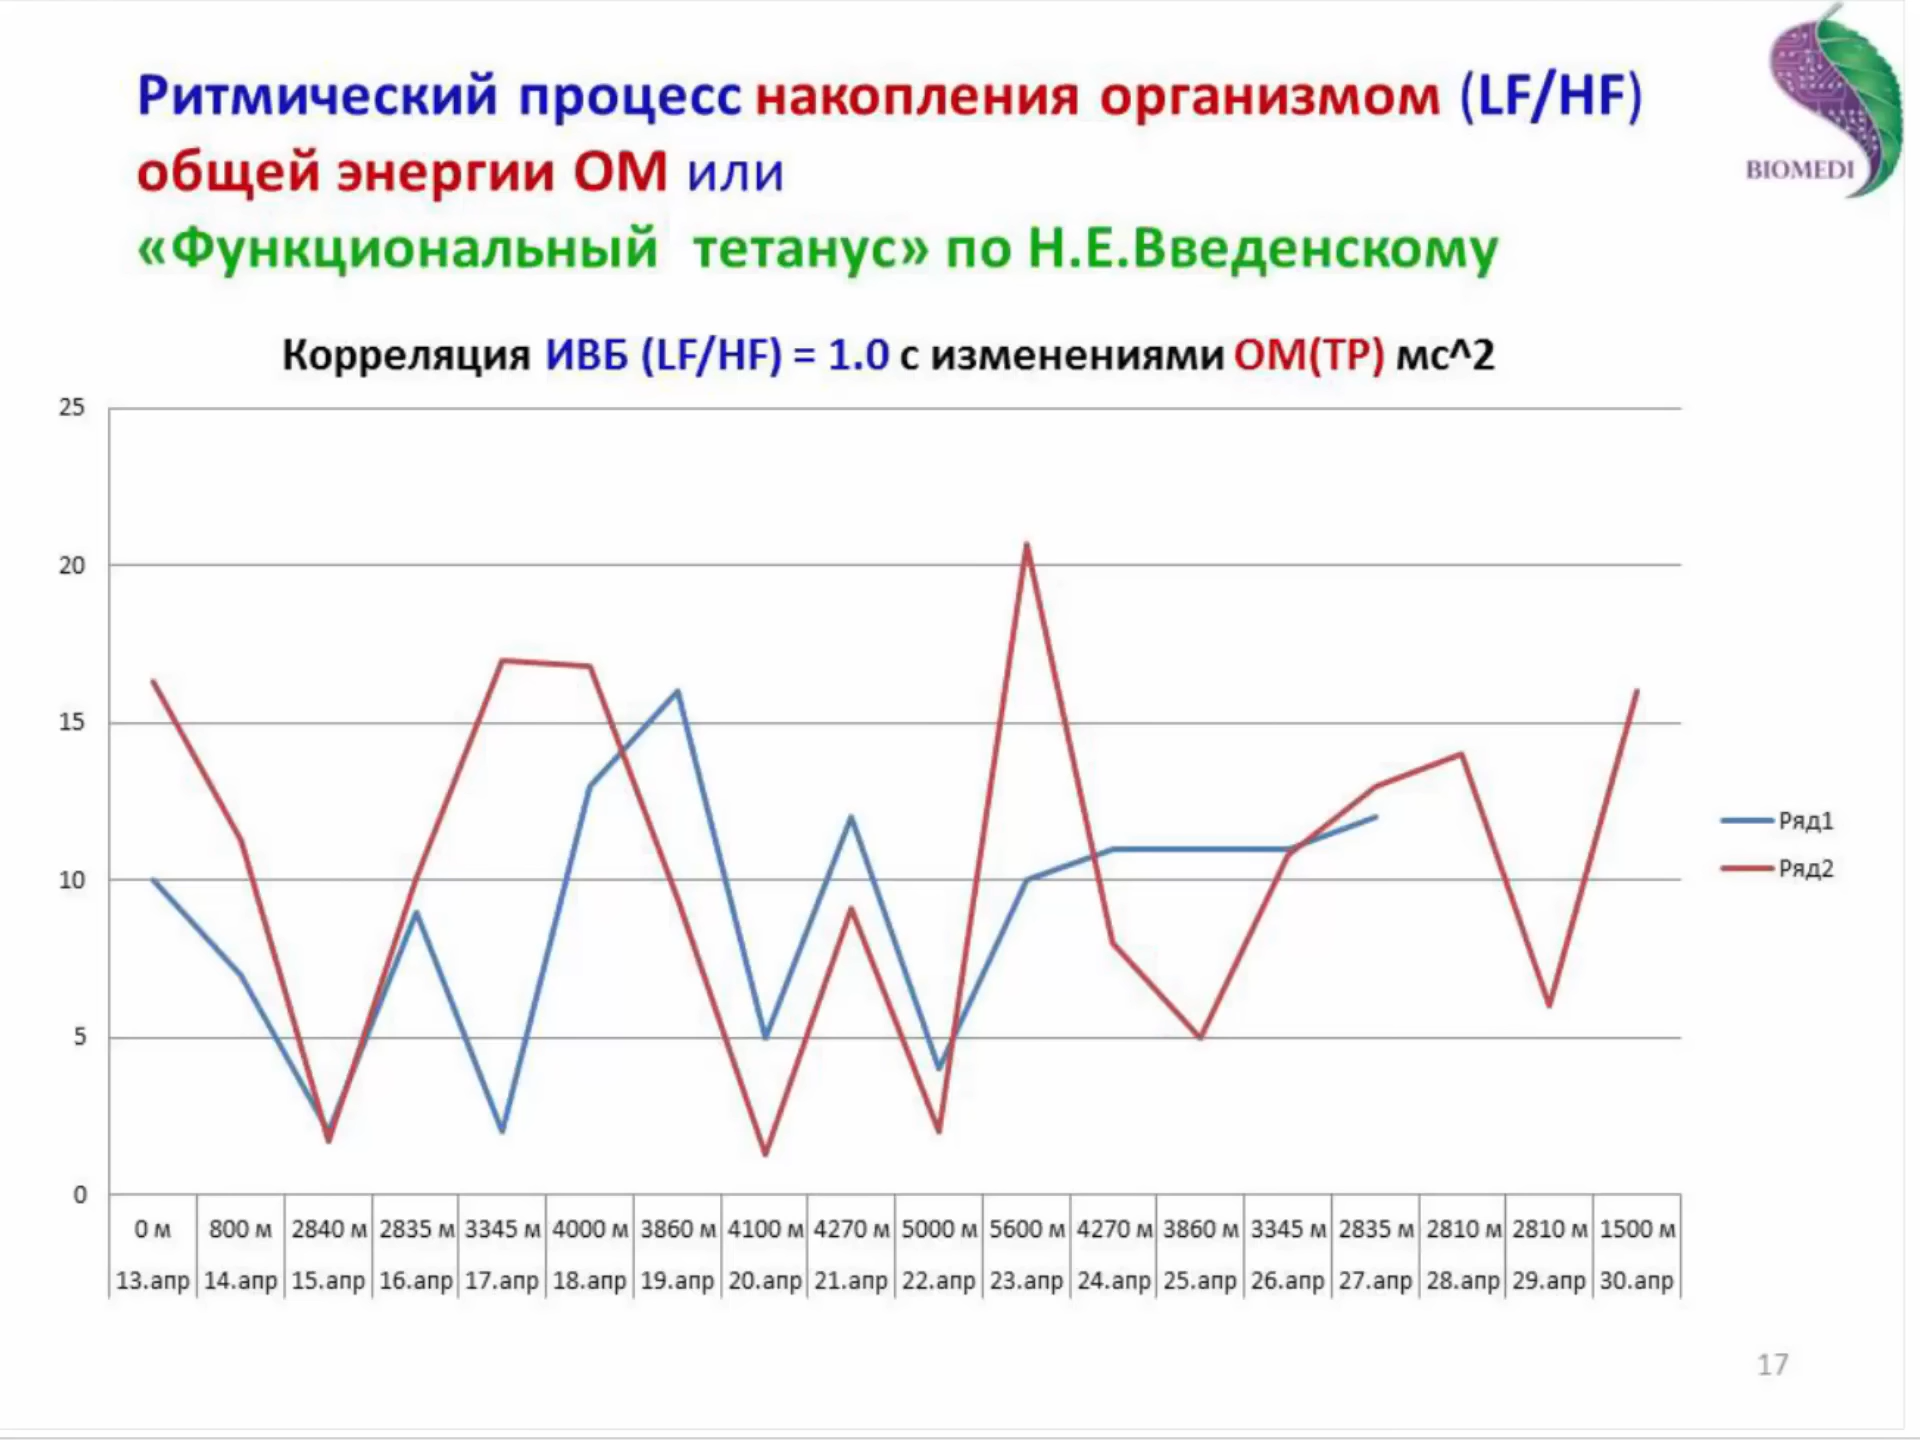 Ритмический процесс накопления организмом (LF/HF)
общей энергии ОМ или
«Функциональный тетанус» по Н.Е.Введенскому
BIOMEDI
Корреляция ИВБ (LF/HF) = 1.0 с изменениями ОМ(ТР) мс^2
25
20
15
10
5
0
Ряд1
Ряд2
0 м 800 м 2840 м 2835 м 3345 м 4000 м 3860 м 4100 м 4270 м 5000 м 5600 м 4270 м 3860 м 3345 м 2835 м 2810 м 2810 м 1500 м
13.апр 14.апр 15.апр 16.апр 17.апр 18.апр 19.апр 20.апр 21.апр 22.апр 23.апр 24.апр 25.апр 26.апр 27.апр 28.апр 29.апр 30.апр
17